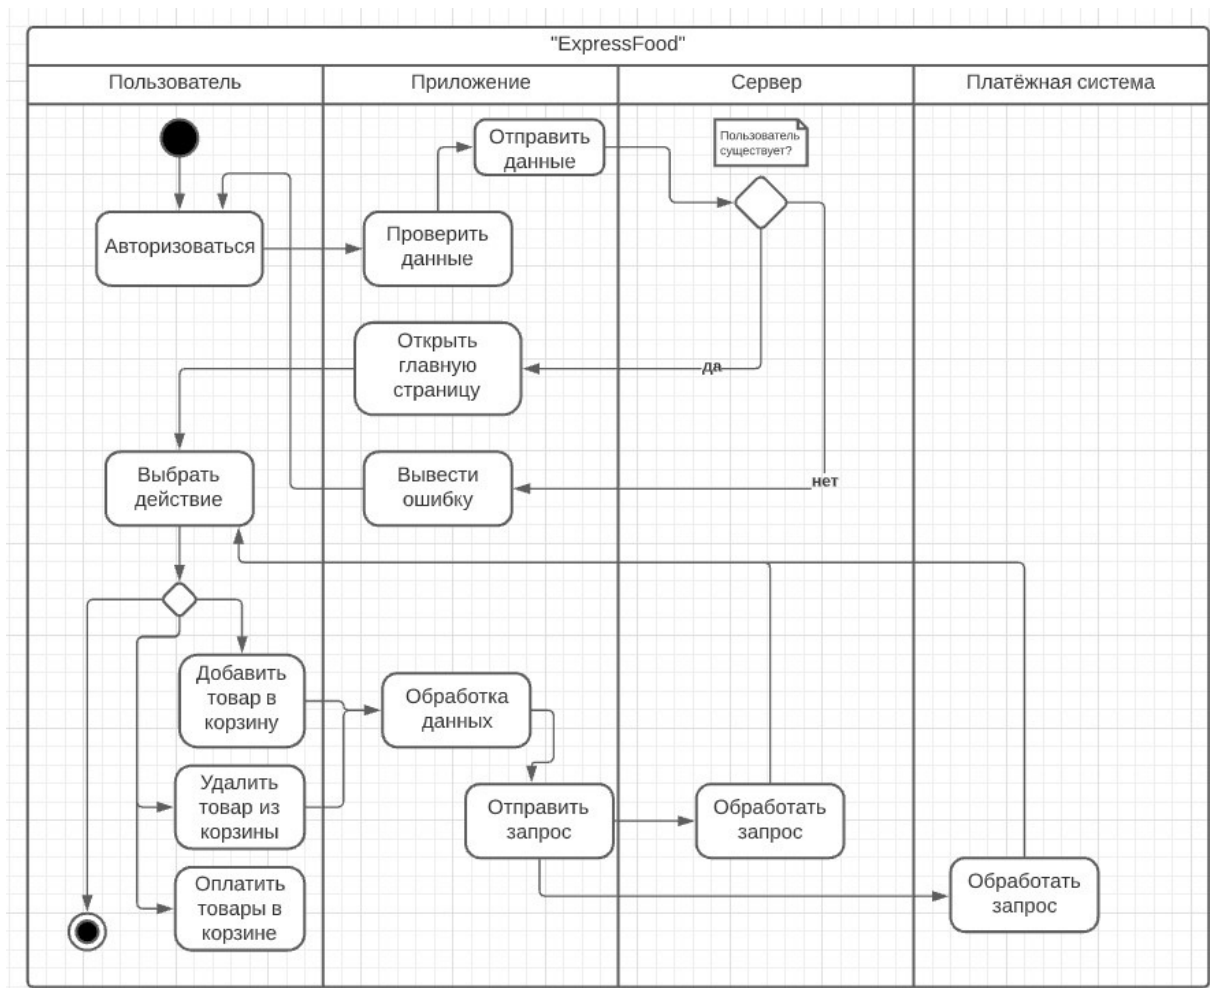 "ExpressFood"
Пользователь
Приложение
Сервер
Платёжная система
Отправить
данные
Пользователь
существует?
Авторизоваться
Проверить
данные
Открыть
главную
страницу
да
Выбрать
действие
Вывести
ошибку
нет
Добавить
товар в
корзину
Обработка
данных
Удалить
товар из
корзины
Отправить
запрос
Обработать
запрос
Оплатить
товары в
корзине
Обработать
запрос